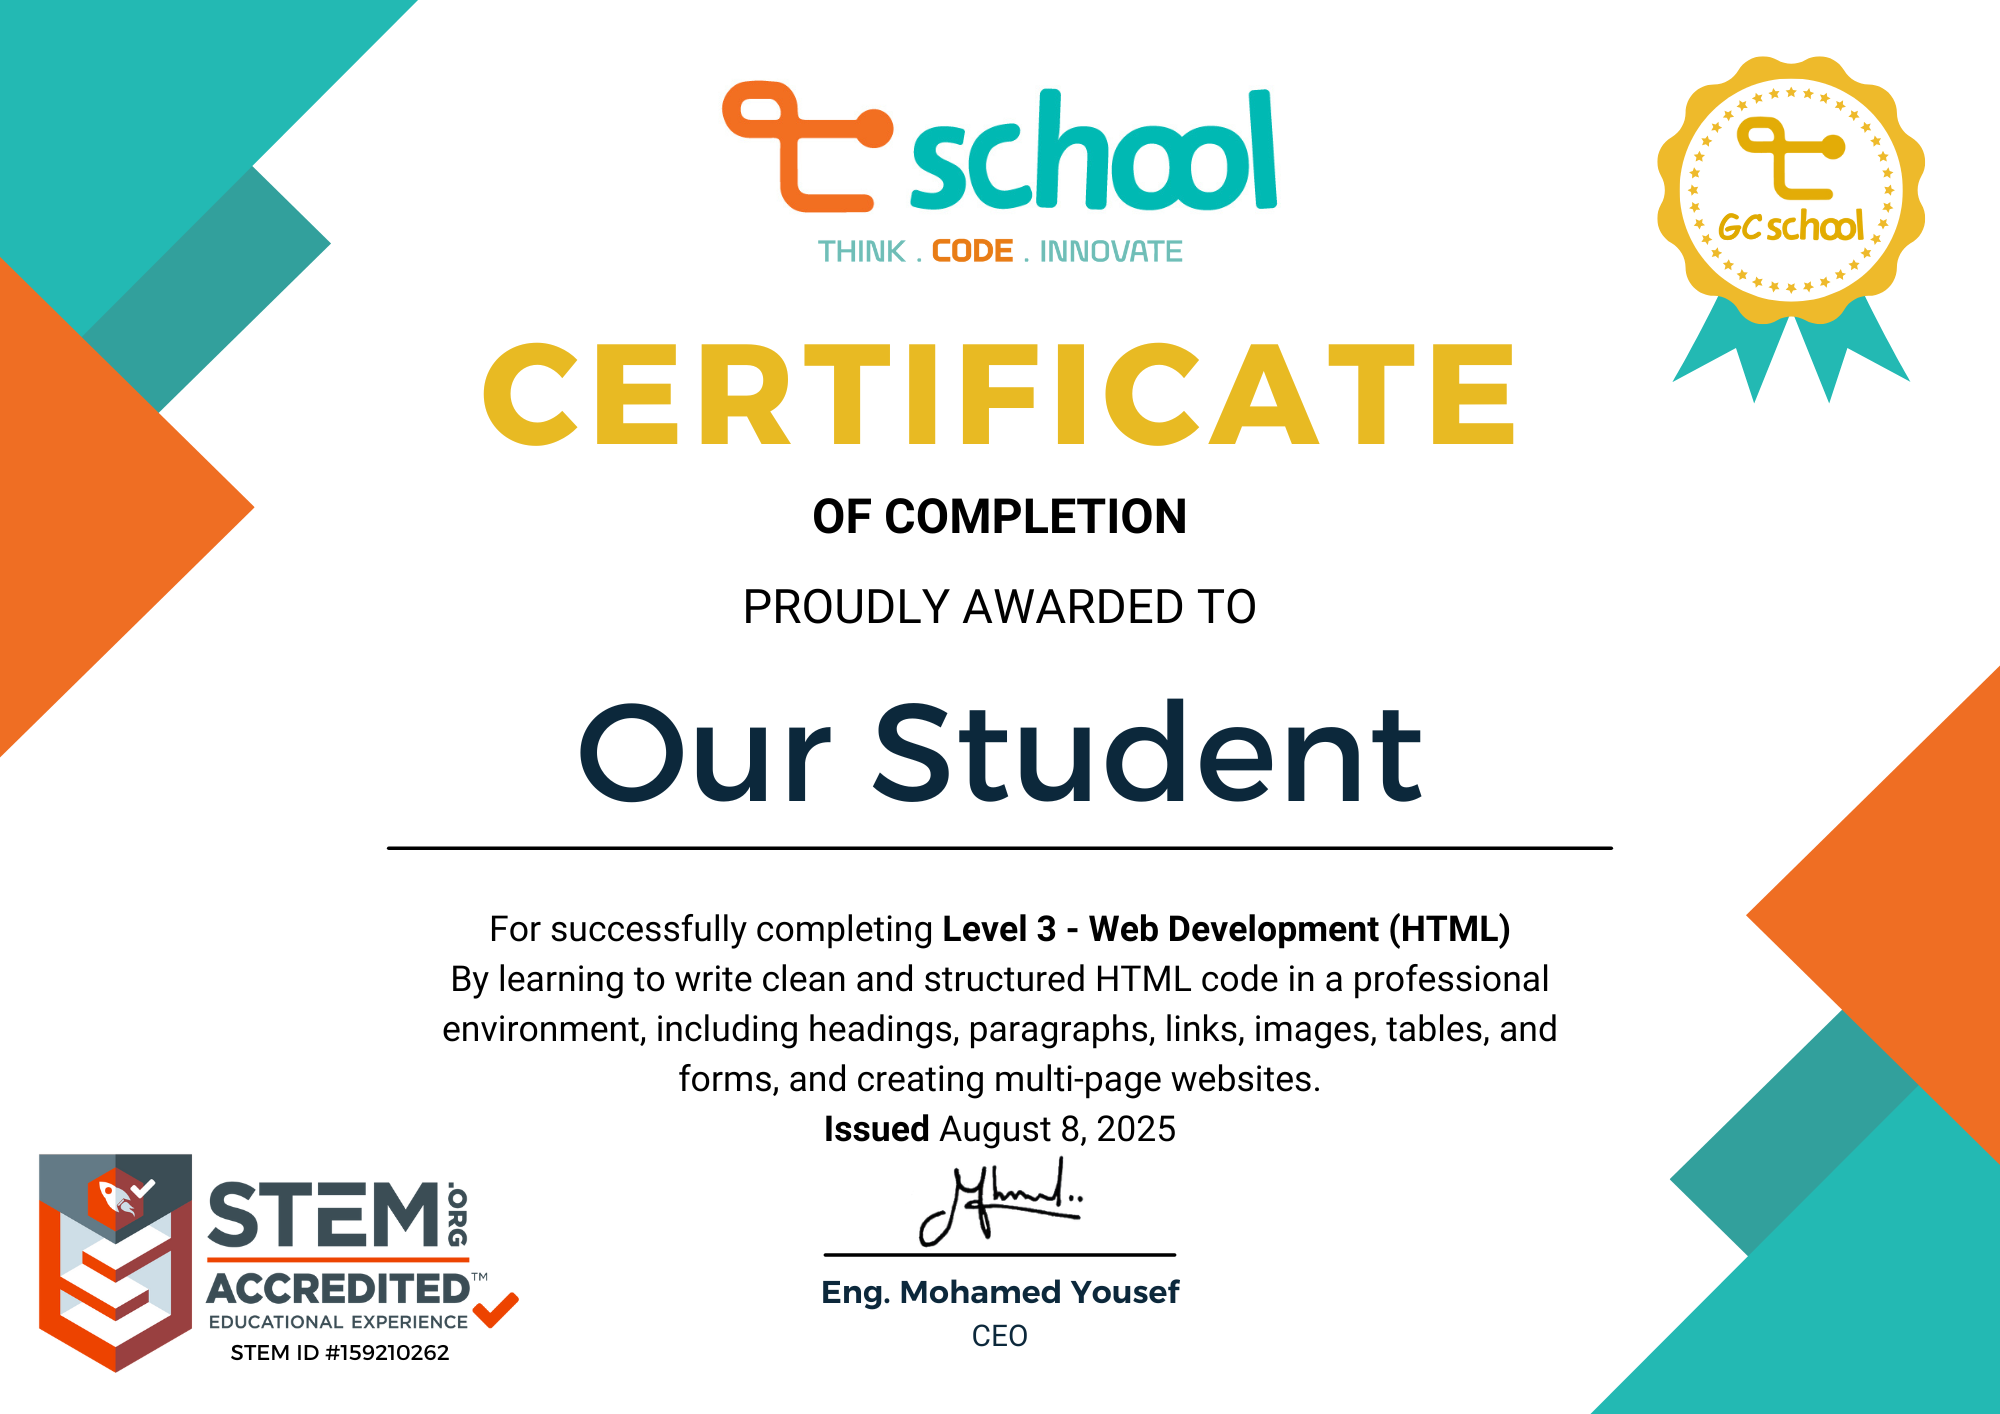 school
THINK . CODE . INNOVATE
GC school
CERTIFICATE
OF COMPLETION
PROUDLY AWARDED TO
Our Student
For successfully completing Level 3 - Web Development (HTML)
By learning to write clean and structured HTML code in a professional
environment, including headings, paragraphs, links, images, tables, and
forms, and creating multi-page websites.
Issued August 8, 2025
Eng. Mohamed Yousef
CEO
STEM.ORG
ACCREDITED™
EDUCATIONAL EXPERIENCE
STEM ID #159210262